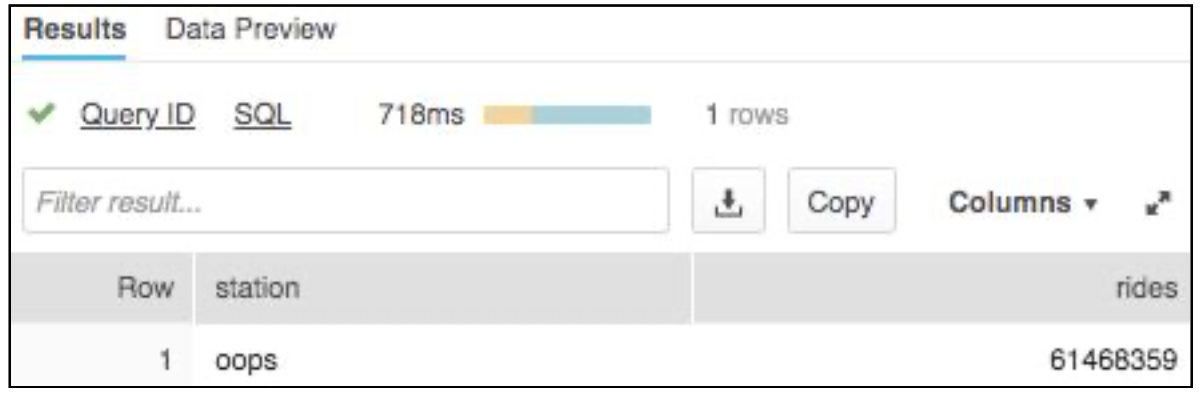 Results Data Preview
Query ID SQL 718ms 1 rows
Filter result... Copy Columns
Row station rides
1 oops 61468359